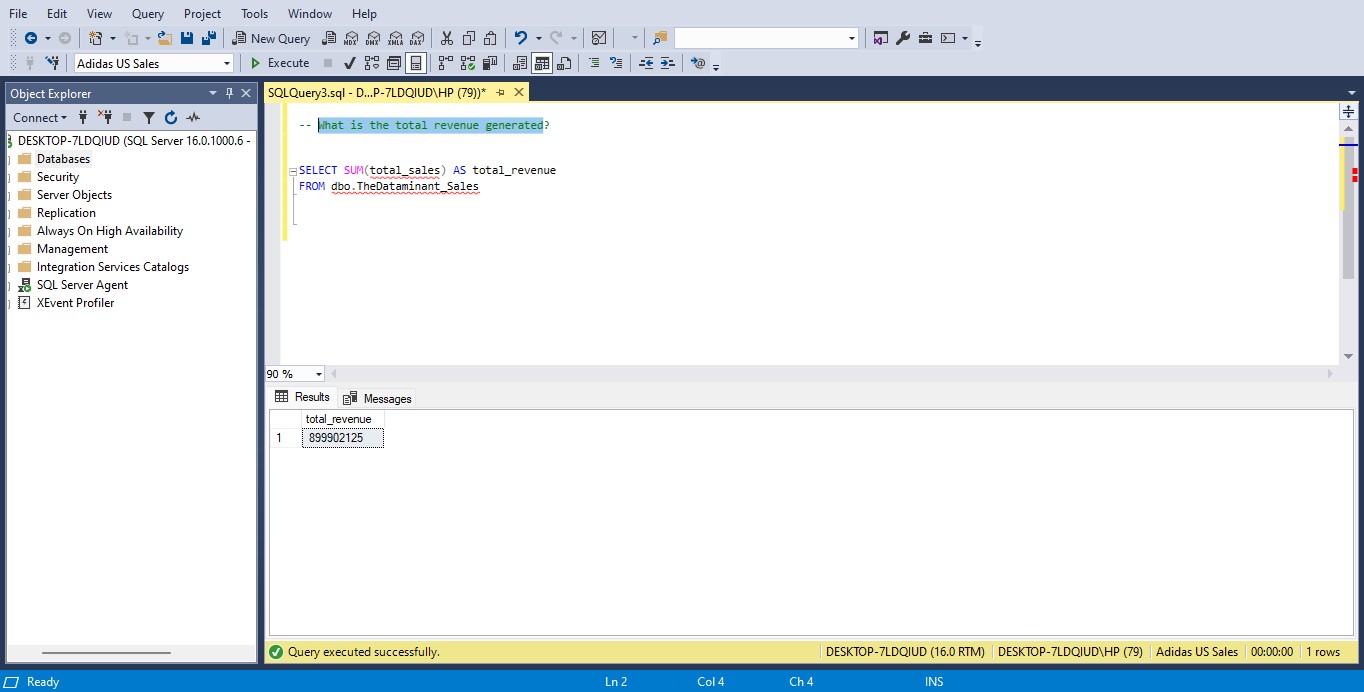 File Edit View Query Project Tools Window Help
New Query MDX DMX XMLA DAX
Adidas US Sales Execute
Object Explorer
SQLQuery3.sql - D...P-7LDQIUD\HP (79))*
Connect
DESKTOP-7LDQIUD (SQL Server 16.0.1000.6 -
Databases
Security
Server Objects
Replication
Always On High Availability
Management
Integration Services Catalogs
SQL Server Agent
XEvent Profiler
-- What is the total revenue generated?
SELECT SUM(total_sales) AS total_revenue
FROM dbo.TheDataminant_Sales
90 %
Results Messages
total_revenue
1 899902125
Query executed successfully. DESKTOP-7LDQIUD (16.0 RTM) DESKTOP-7LDQIUD\HP (79) Adidas US Sales 00:00:00 1 rows
Ready Ln 2 Col 4 Ch 4 INS